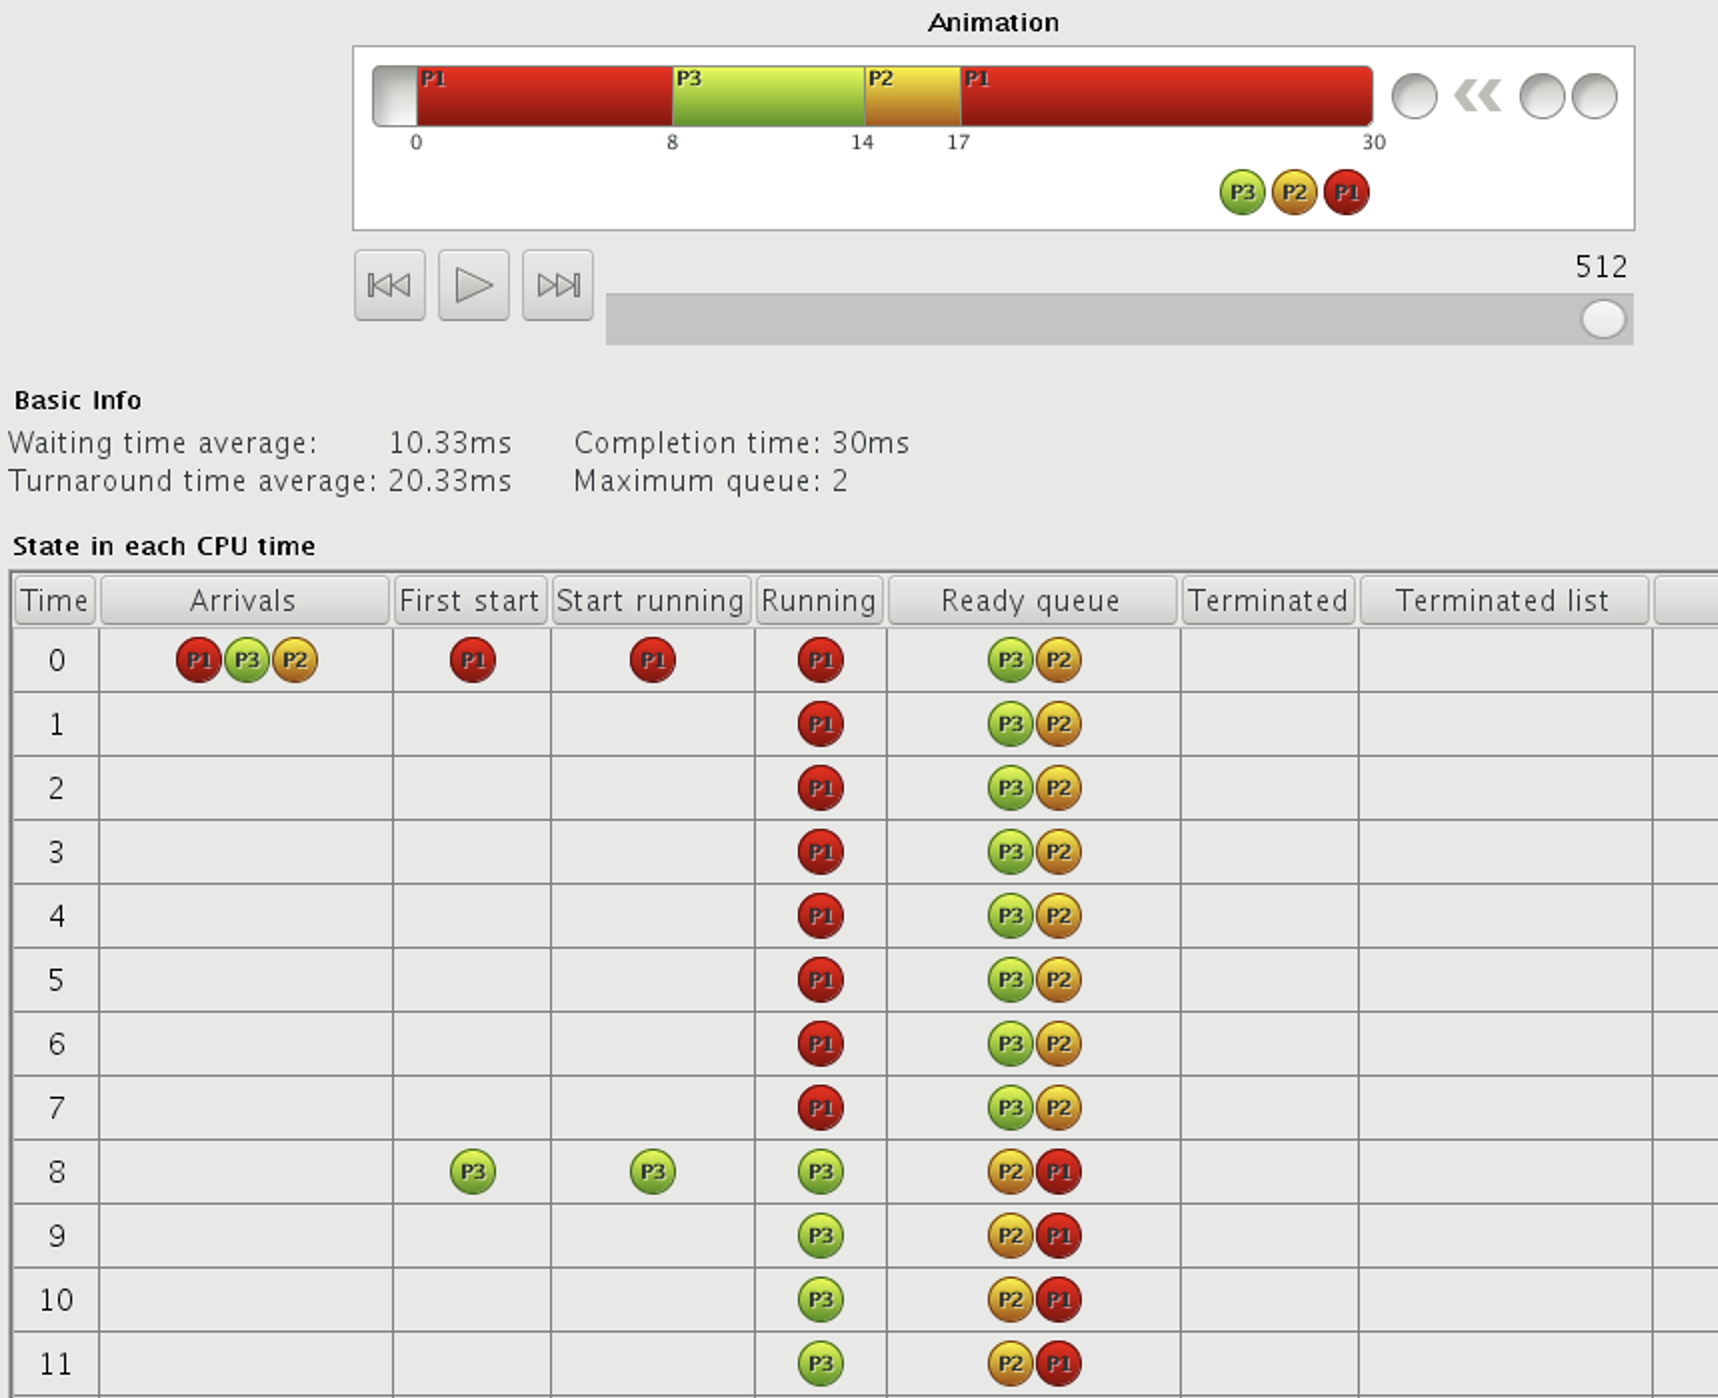 Animation
P1 P3 P2 P1
0 8 14 17 30
P3 P2 P1
512
Basic Info
Waiting time average: 10.33ms Completion time: 30ms
Turnaround time average: 20.33ms Maximum queue: 2
State in each CPU time
Time Arrivals First start Start running Running Ready queue Terminated Terminated list
0 P1 P3 P2 P1 P1 P1 P3 P2
1 P1 P3 P2
2 P1 P3 P2
3 P1 P3 P2
4 P1 P3 P2
5 P1 P3 P2
6 P1 P3 P2
7 P1 P3 P2
8 P3 P3 P3 P2 P1
9 P3 P2 P1
10 P3 P2 P1
11 P3 P2 P1